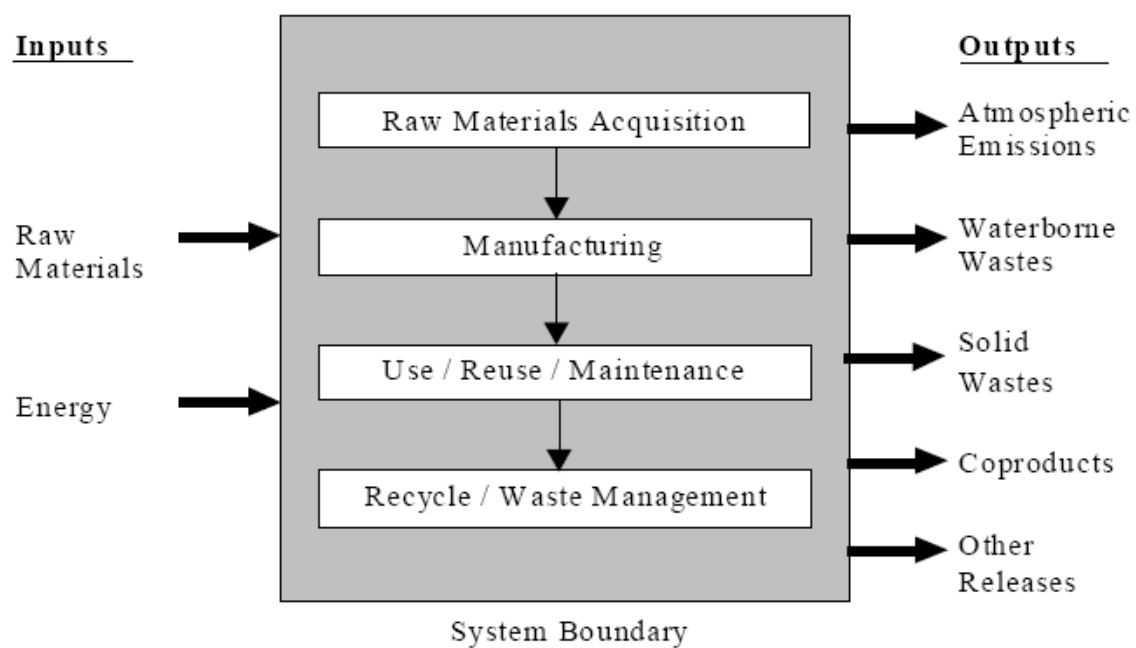 Inputs
Raw
Materials
Energy
Raw Materials Acquisition
Manufacturing
Use / Reuse / Maintenance
Recycle / Waste Management
System Boundary
Outputs
Atmospheric
Emissions
Waterborne
Wastes
Solid
Wastes
Coproducts
Other
Releases